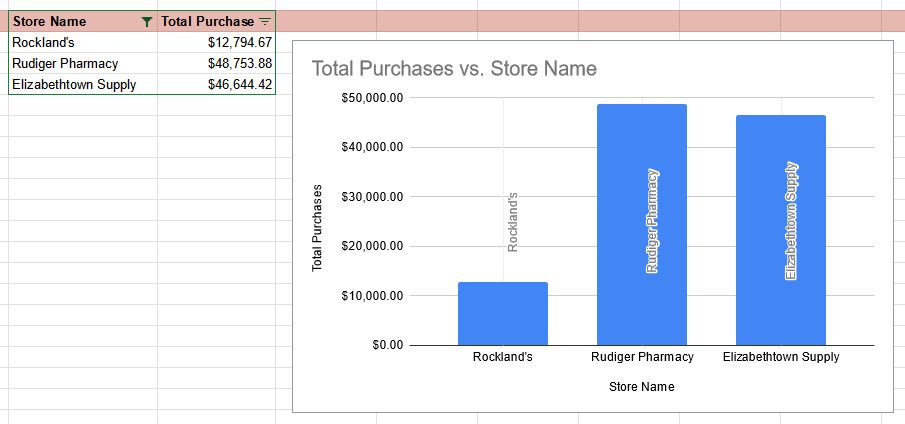 Store Name Total Purchase
Rockland's $12,794.67
Rudiger Pharmacy $48,753.88
Elizabethtown Supply $46,644.42
Total Purchases vs. Store Name
Total Purchases
$50,000.00
$40,000.00
$30,000.00
$20,000.00
$10,000.00
$0.00
Rockland's
Rudiger Pharmacy
Elizabethtown Supply
Rockland's Rudiger Pharmacy Elizabethtown Supply
Store Name